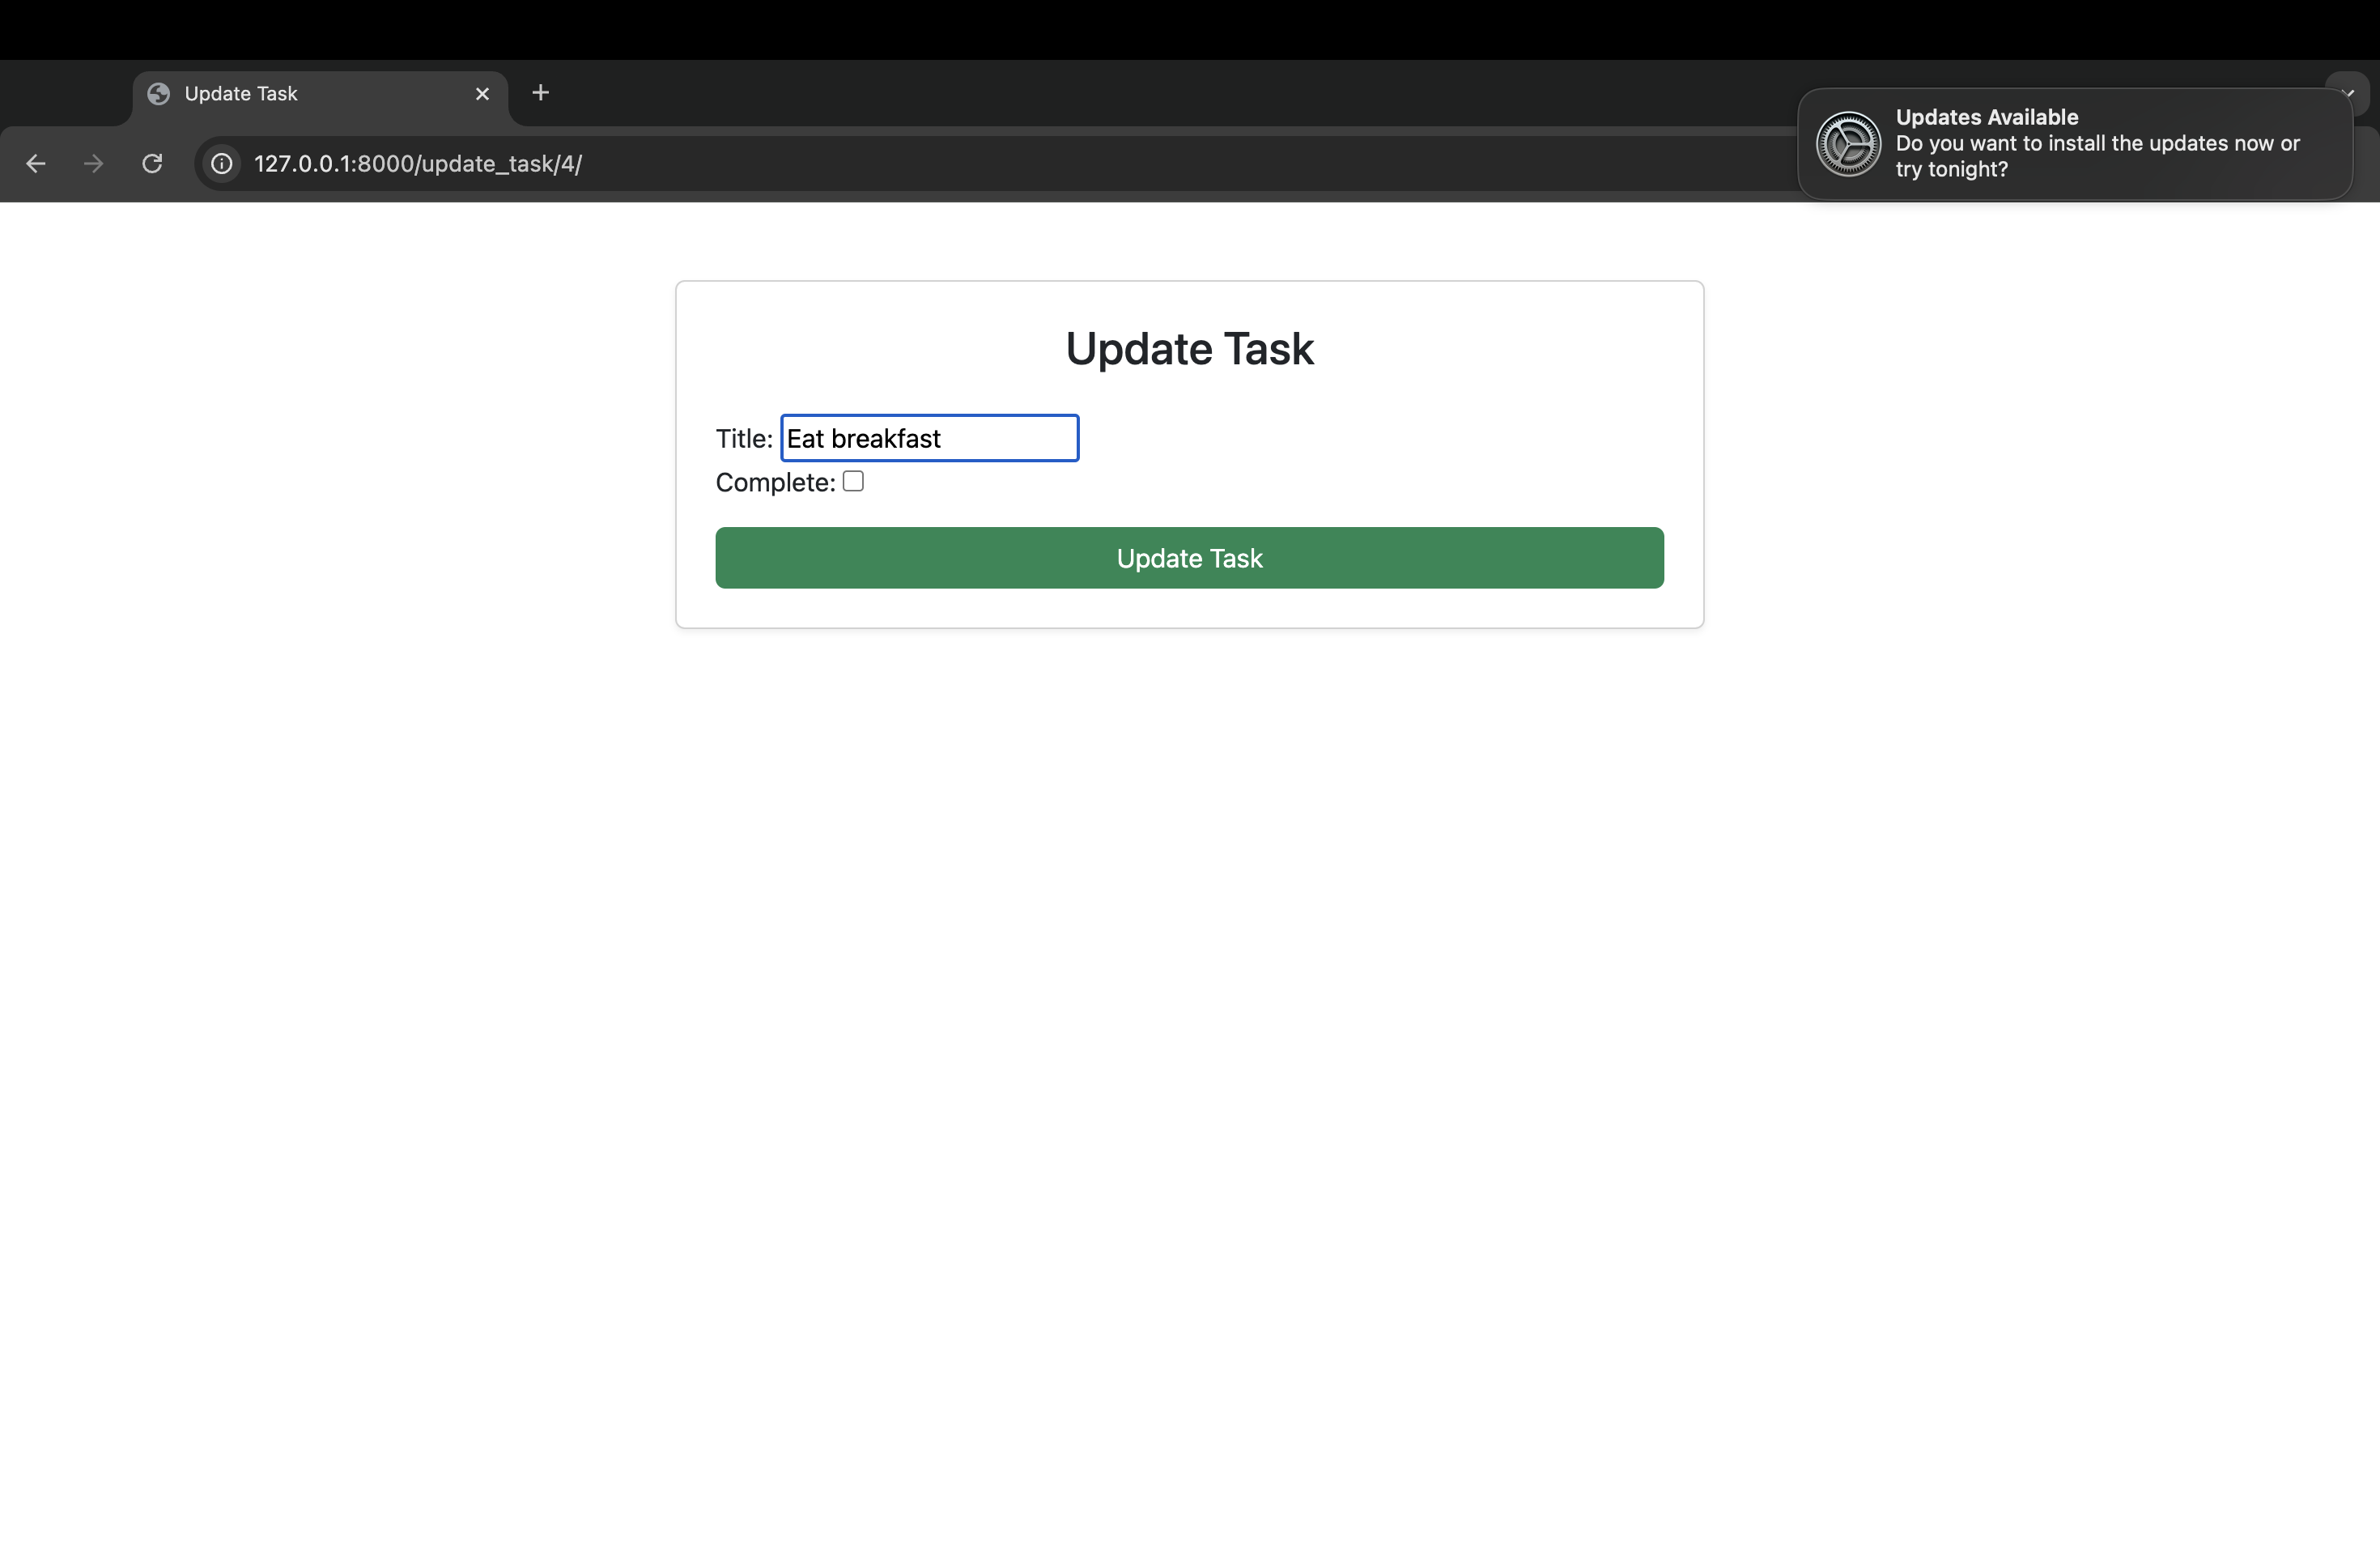 Update Task
127.0.0.1:8000/update_task/4/
Updates Available
Do you want to install the updates now or
try tonight?
Update Task
Title: Eat breakfast
Complete:
Update Task